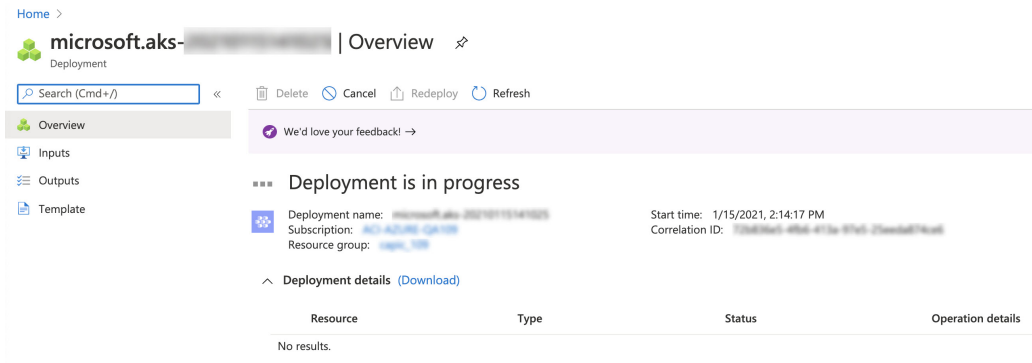 Home >
microsoft.aks- | Overview
Deployment
Search (Cmd+/)
«
Delete Cancel Redeploy Refresh
Overview
We'd love your feedback! →
Inputs
Outputs
Template
Deployment is in progress
Deployment name: Start time: 1/15/2021, 2:14:17 PM
Subscription: Correlation ID:
Resource group:
Deployment details (Download)
Resource Type Status Operation details
No results.